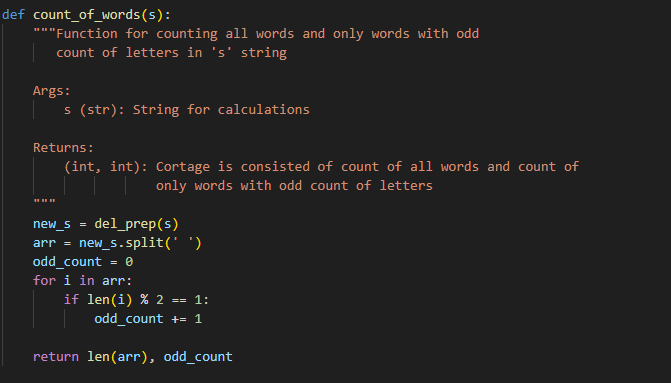 def count_of_words(s):
    """Function for counting all words and only words with odd
       count of letters in 's' string

    Args:
        s (str): String for calculations

    Returns:
        (int, int): Cortage is consisted of count of all words and count of
                    only words with odd count of letters
    """
    new_s = del_prep(s)
    arr = new_s.split(' ')
    odd_count = 0
    for i in arr:
        if len(i) % 2 == 1:
            odd_count += 1

    return len(arr), odd_count